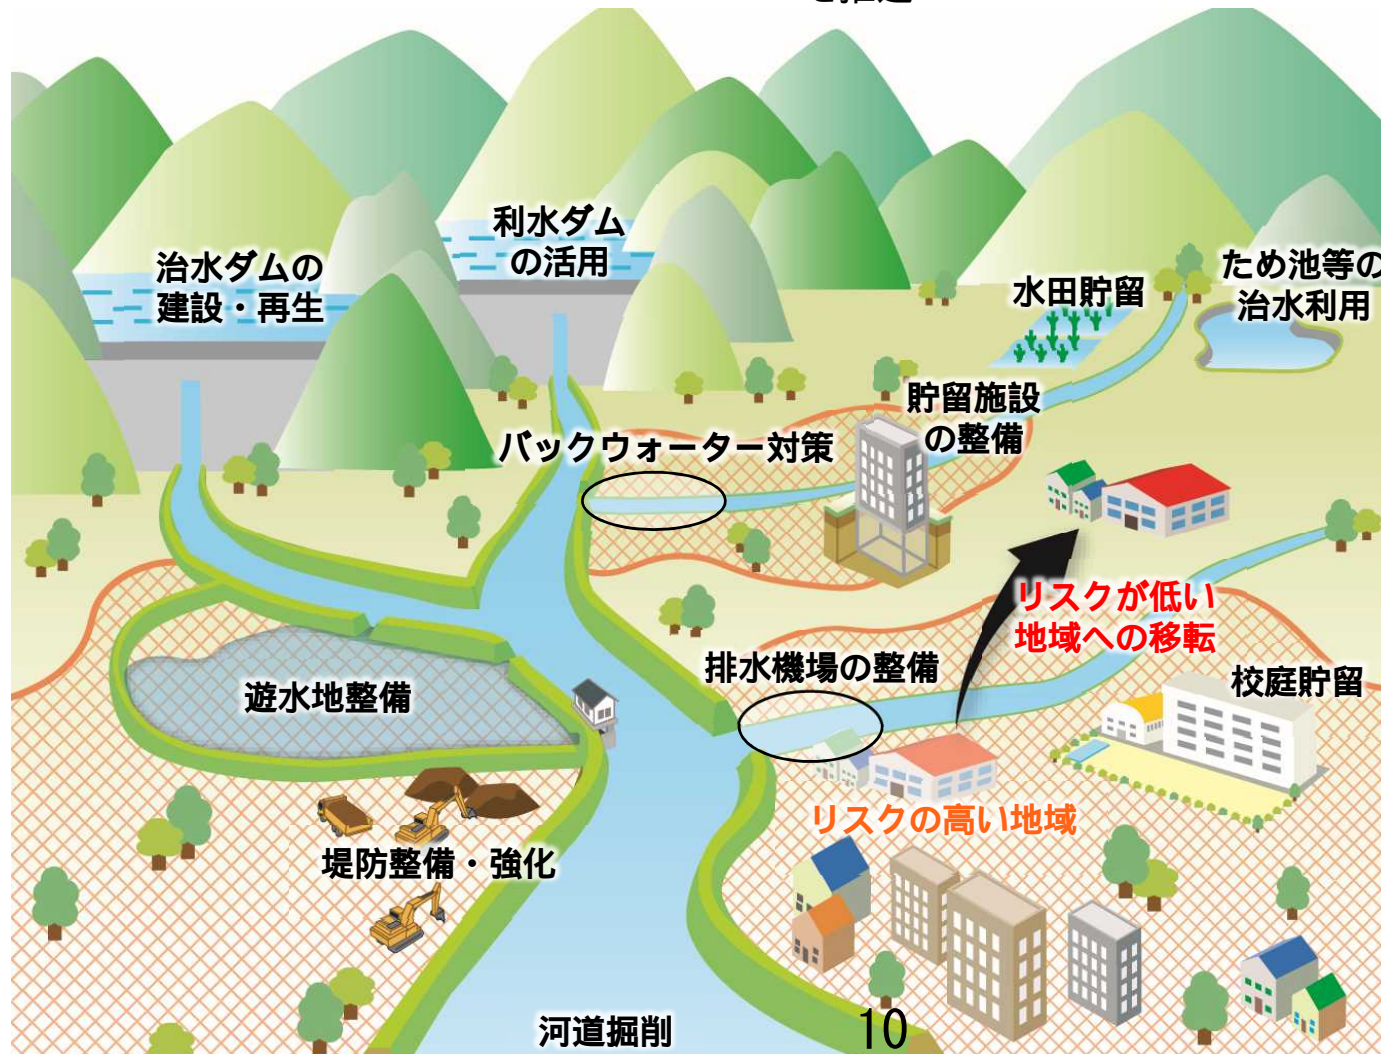 を推進
利水ダム
の活用
治水ダムの
建設・再生
水田貯留
ため池等の
治水利用
貯留施設
の整備
バックウォーター対策
リスクが低い
地域への移転
排水機場の整備
校庭貯留
遊水地整備
リスクの高い地域
堤防整備・強化
河道掘削
10